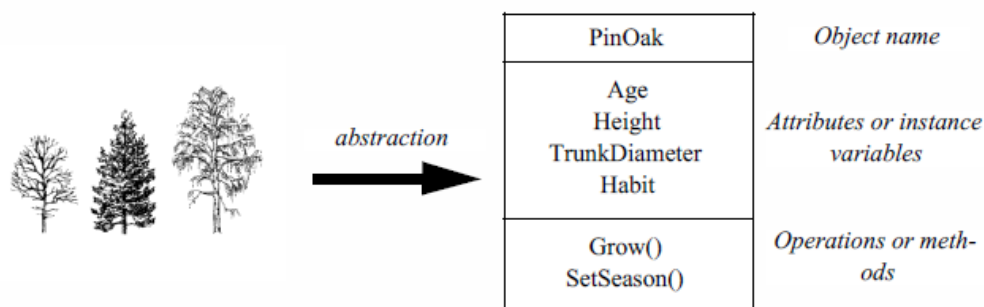 PinOak
Object name
abstraction
Age
Height
TrunkDiameter
Habit
Attributes or instance
variables
Grow()
SetSeason()
Operations or meth-
ods